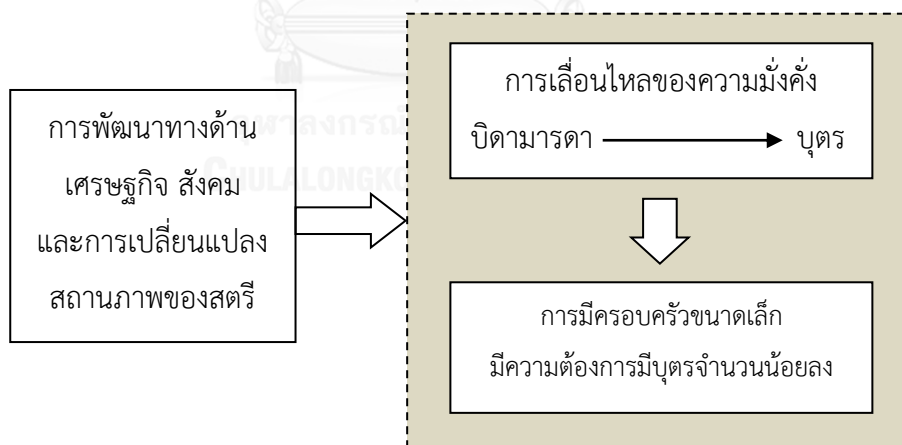 การเลื่อนไหลของความมั่งคั่ง
บิดามารดา บุตร
การพัฒนาทางด้าน
เศรษฐกิจ สังคม
และการเปลี่ยนแปลง
สถานภาพของสตรี
การมีครอบครัวขนาดเล็ก
มีความต้องการมีบุตรจำนวนน้อยลง